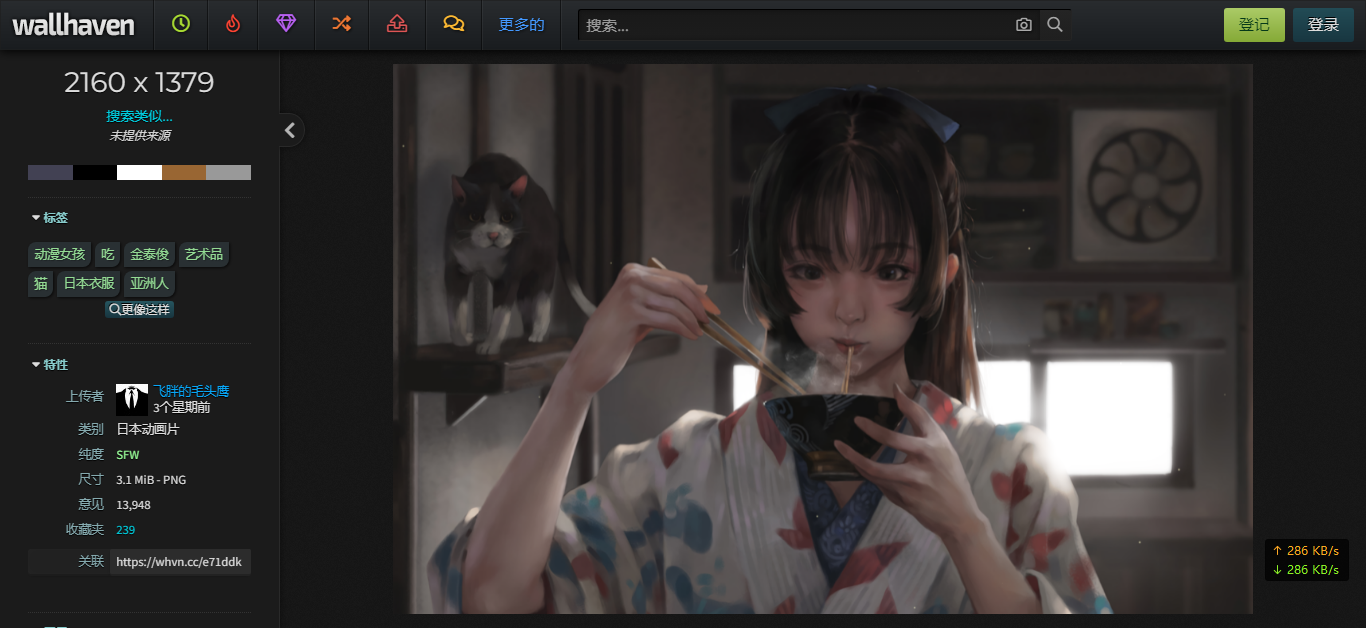 wallhaven
更多的
搜索...
登记
登录
2160 x 1379
搜索类似...
未提供来源
标签
动漫女孩 吃 金泰俊 艺术品
猫 日本衣服 亚洲人
更像这样
特性
上传者 飞胖的毛头鹰
3个星期前
类别 日本动画片
纯度 SFW
尺寸 3.1 MiB - PNG
意见 13,948
收藏夹 239
关联 https://whvn.cc/e71ddk
↑ 286 KB/s
↓ 286 KB/s